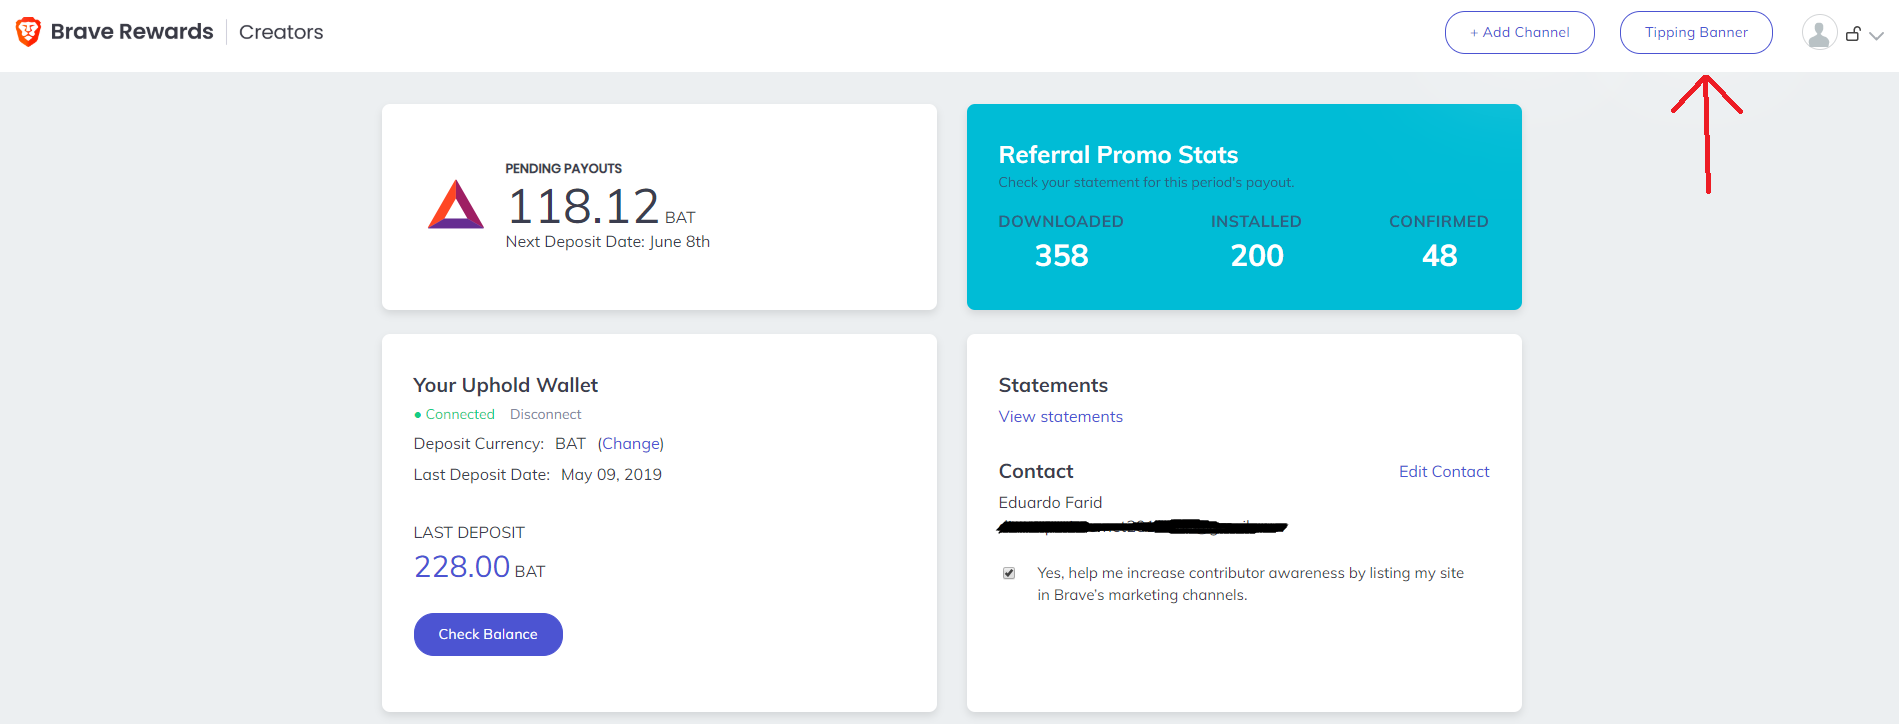 Brave Rewards | Creators
+ Add Channel
Tipping Banner
PENDING PAYOUTS
118.12 BAT
Next Deposit Date: June 8th
Referral Promo Stats
Check your statement for this period's payout.
DOWNLOADED INSTALLED CONFIRMED
358 200 48
Your Uphold Wallet
Connected Disconnect
Deposit Currency: BAT (Change)
Last Deposit Date: May 09, 2019
LAST DEPOSIT
228.00 BAT
Check Balance
Statements
View statements
Contact Edit Contact
Eduardo Farid
Yes, help me increase contributor awareness by listing my site
in Brave's marketing channels.